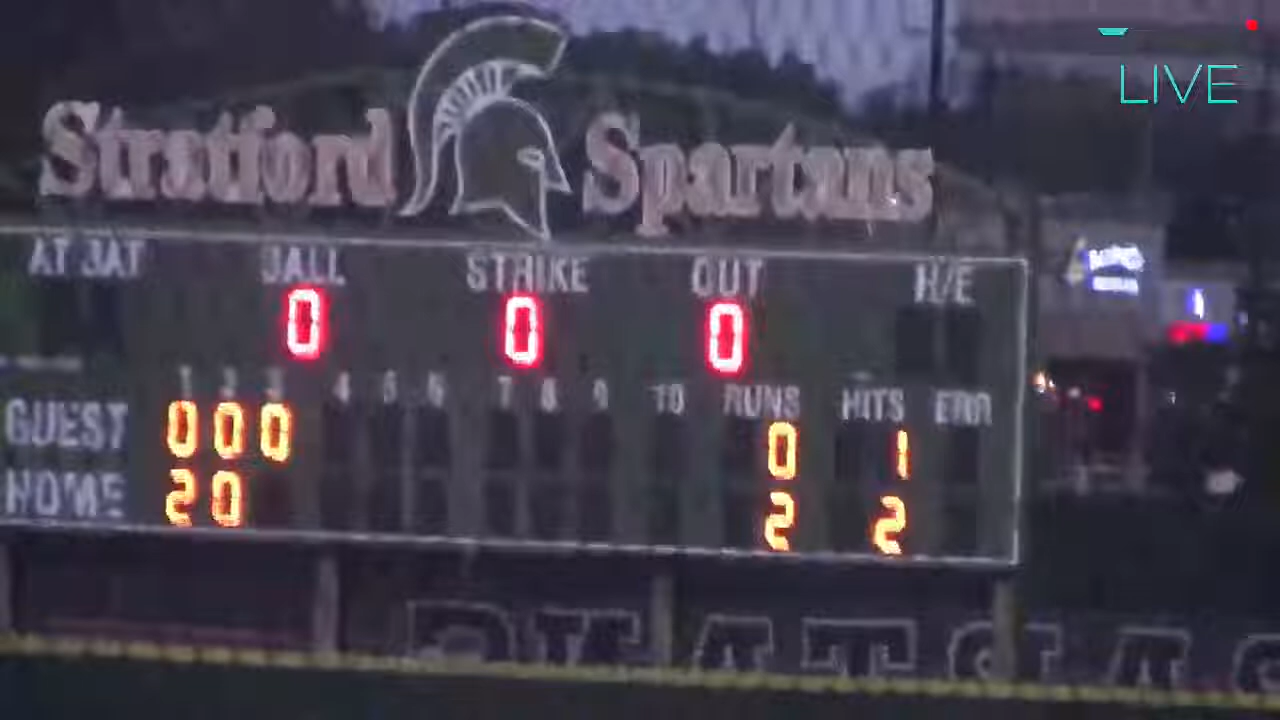 LIVE
Stratford Spartans
AT BAT BALL STRIKE OUT H/E
0 0 0
1 2 3 4 5 6 7 8 9 10 RUNS HITS ERR
GUEST 0 0 0 0 1
HOME 2 0 2 2